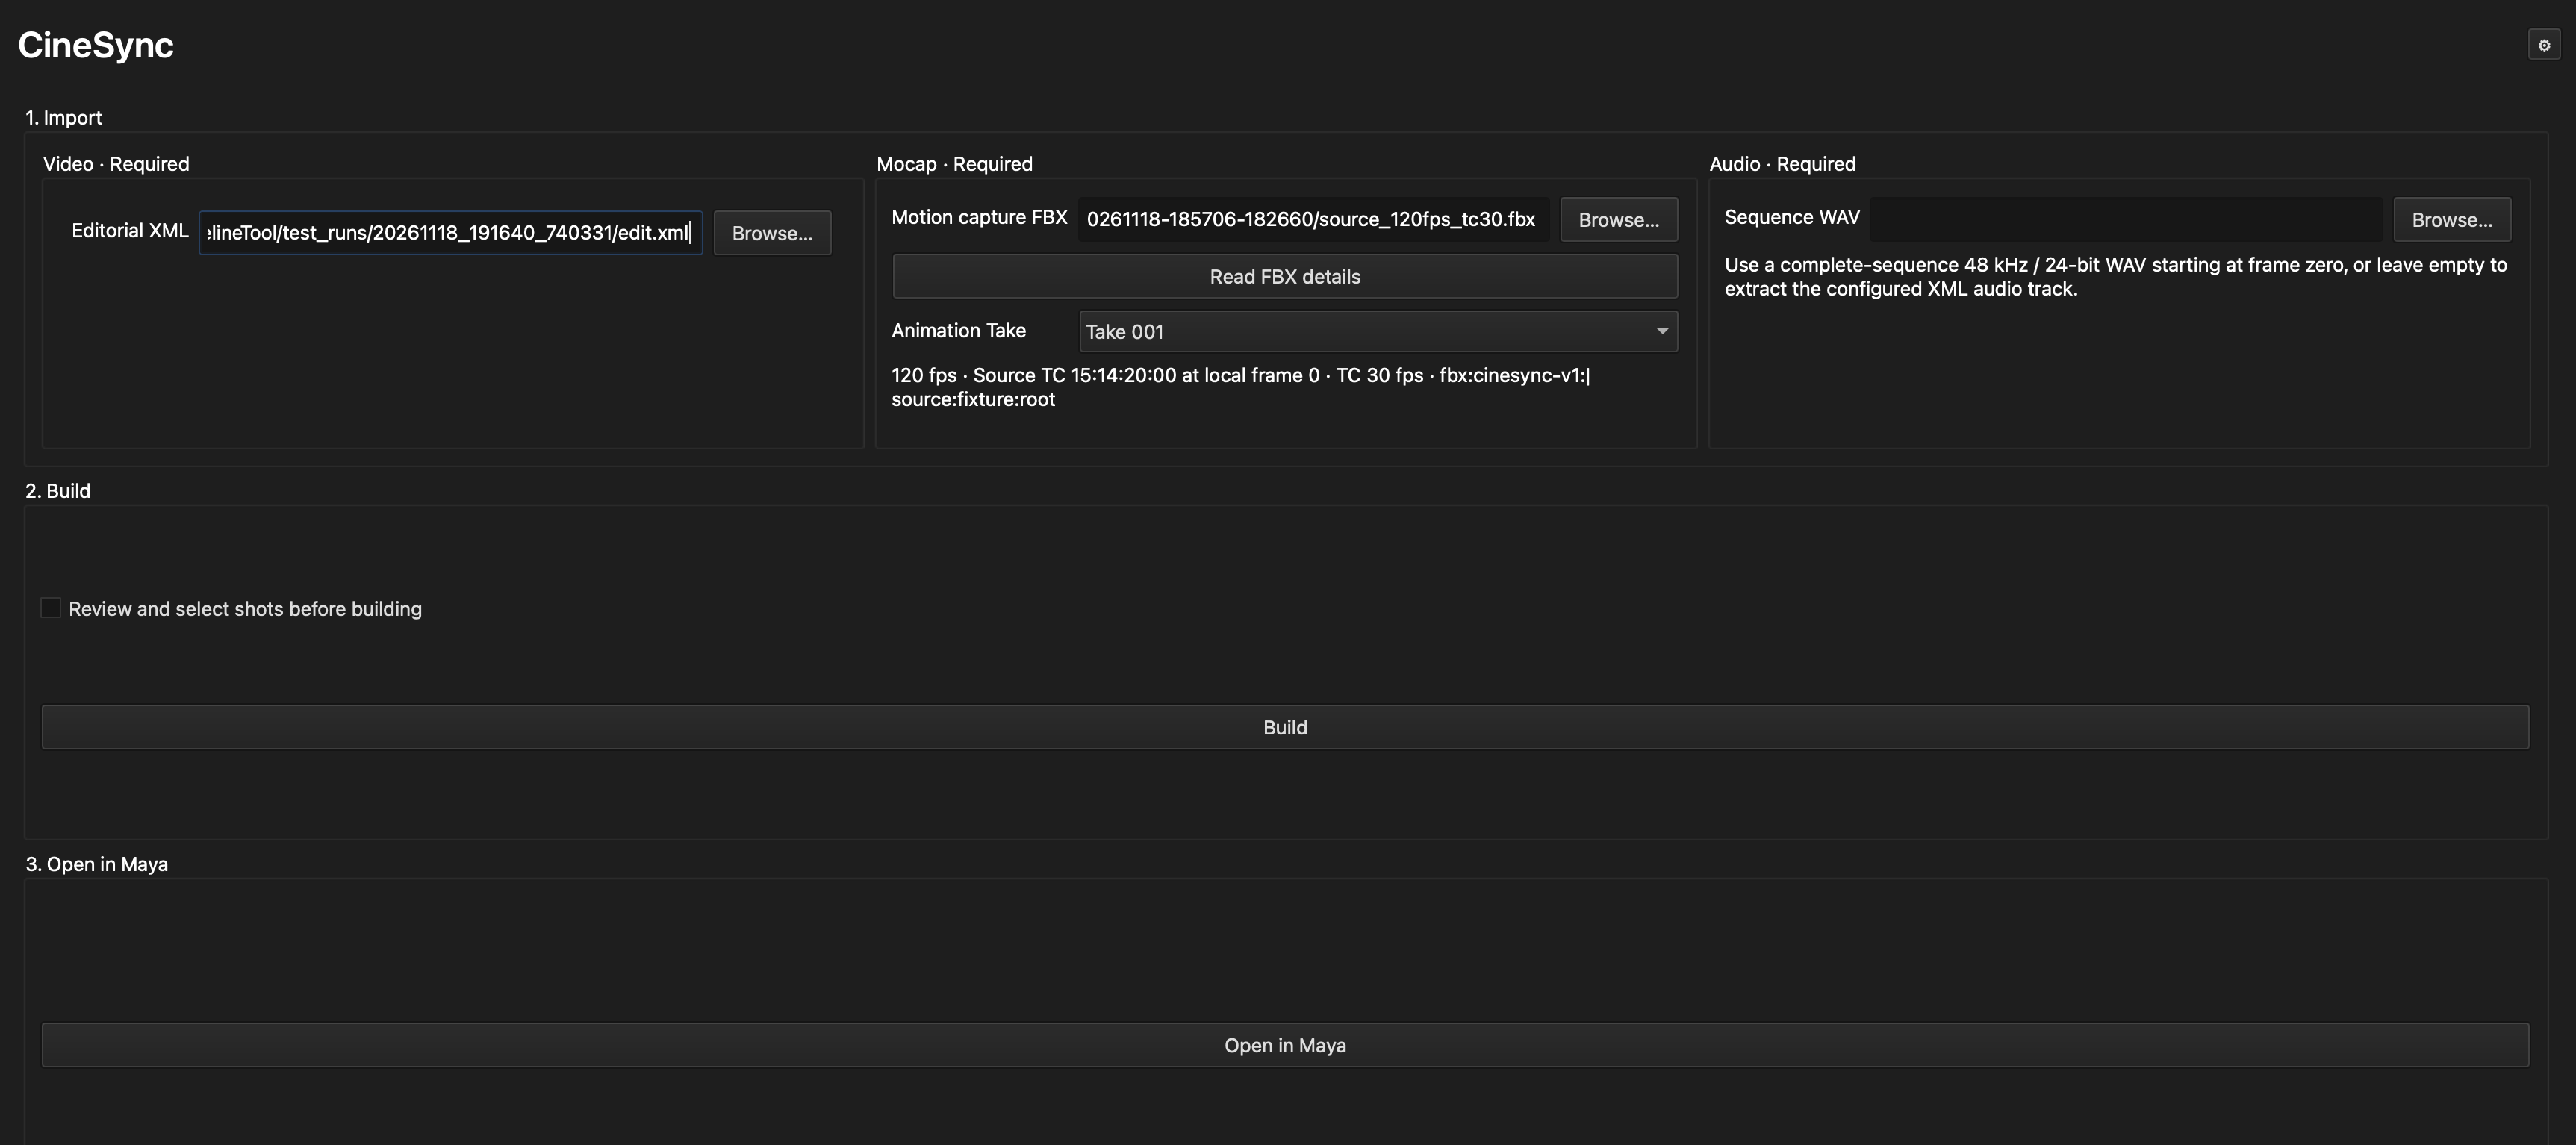 CineSync
1. Import
Video · Required
Editorial XML
lineTool/test_runs/20261118_191640_740331/edit.xml
Browse...
Mocap · Required
Motion capture FBX
0261118-185706-182660/source_120fps_tc30.fbx
Browse...
Read FBX details
Animation Take
Take 001
120 fps · Source TC 15:14:20:00 at local frame 0 · TC 30 fps · fbx:cinesync-v1:|
source:fixture:root
Audio · Required
Sequence WAV
Browse...
Use a complete-sequence 48 kHz / 24-bit WAV starting at frame zero, or leave empty to
extract the configured XML audio track.
2. Build
Review and select shots before building
Build
3. Open in Maya
Open in Maya